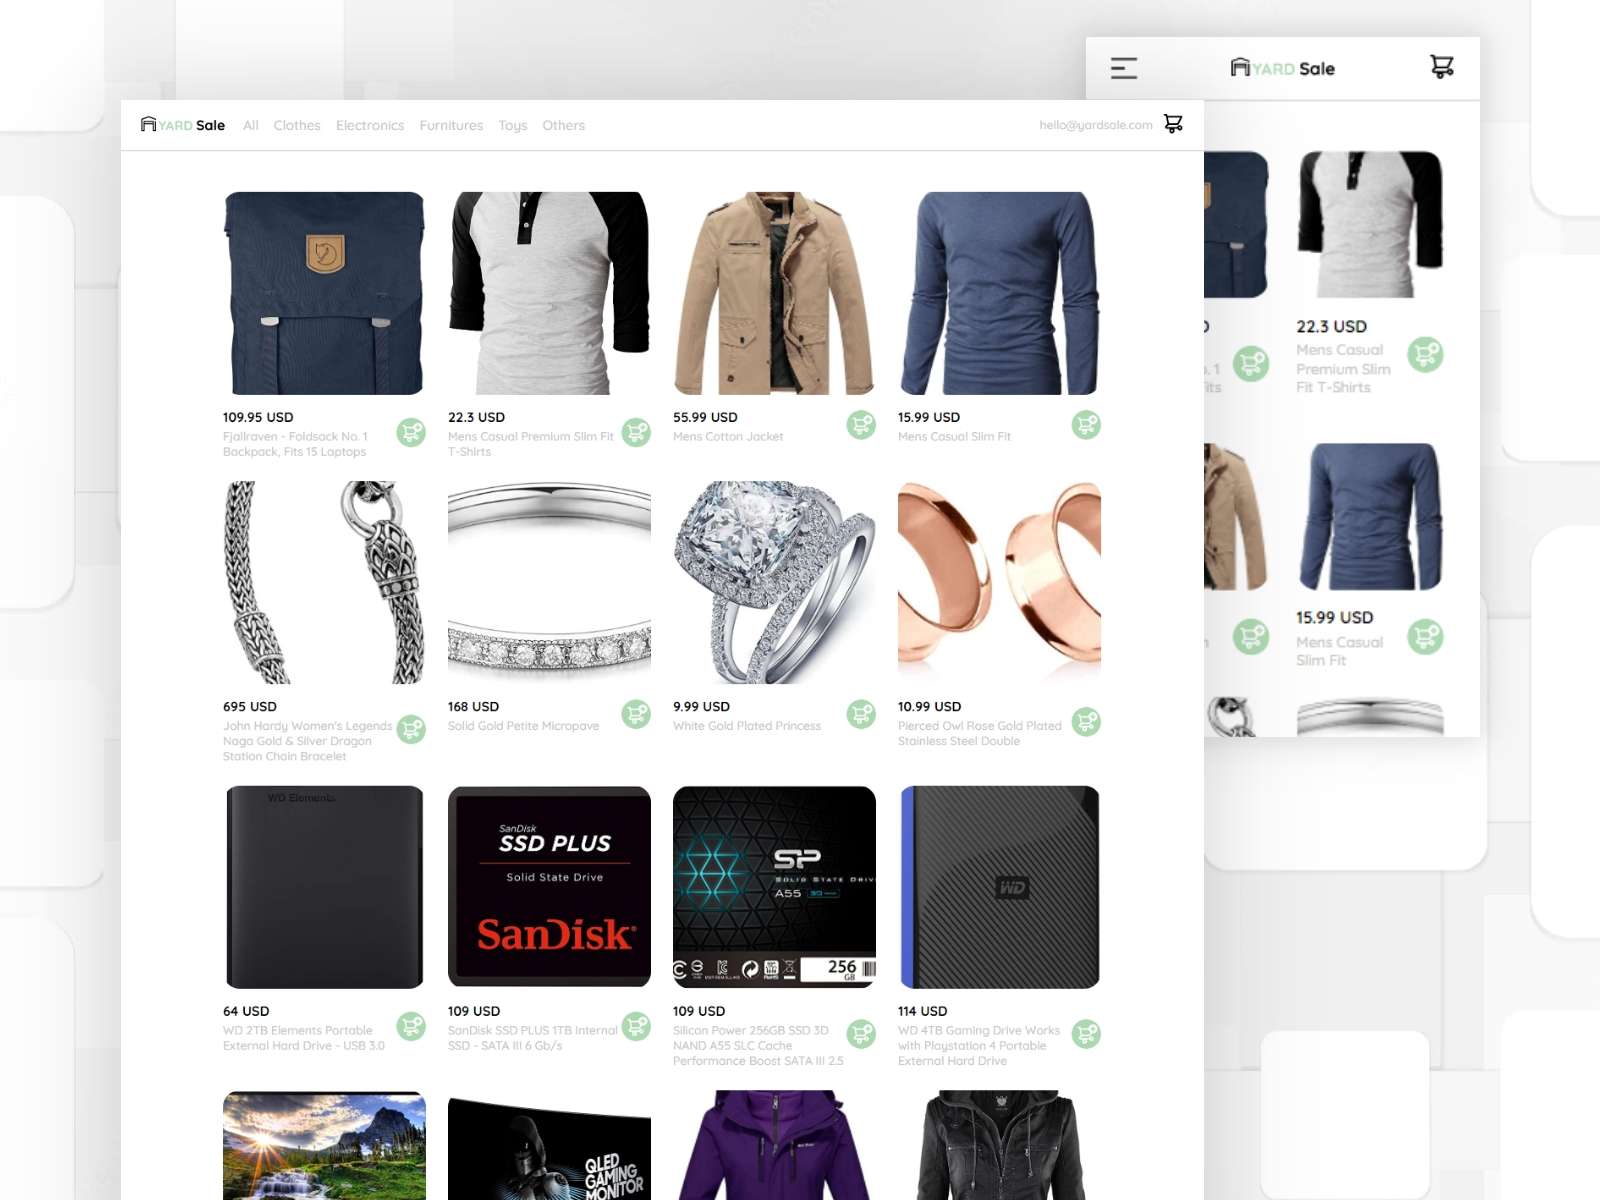 YARD Sale
YARD Sale All Clothes Electronics Furnitures Toys Others hello@yardsale.com
109.95 USD
Fjallraven - Foldsack No. 1
Backpack, Fits 15 Laptops
22.3 USD
Mens Casual Premium Slim Fit
T-Shirts
55.99 USD
Mens Cotton Jacket
15.99 USD
Mens Casual Slim Fit
695 USD
John Hardy Women's Legends
Naga Gold & Silver Dragon
Station Chain Bracelet
168 USD
Solid Gold Petite Micropave
9.99 USD
White Gold Plated Princess
10.99 USD
Pierced Owl Rose Gold Plated
Stainless Steel Double
WD Elements
SanDisk
SSD PLUS
Solid State Drive
SanDisk
SP
SOLID STATE DRIV
A55 3D
256
GB
WD
64 USD
WD 2TB Elements Portable
External Hard Drive - USB 3.0
109 USD
SanDisk SSD PLUS 1TB Internal
SSD - SATA III 6 Gb/s
109 USD
Silicon Power 256GB SSD 3D
NAND A55 SLC Cache
Performance Boost SATA III 2.5
114 USD
WD 4TB Gaming Drive Works
with Playstation 4 Portable
External Hard Drive
QLED
GAMING
MONITOR
22.3 USD
Mens Casual
Premium Slim
Fit T-Shirts
. 1
its
15.99 USD
Mens Casual
Slim Fit